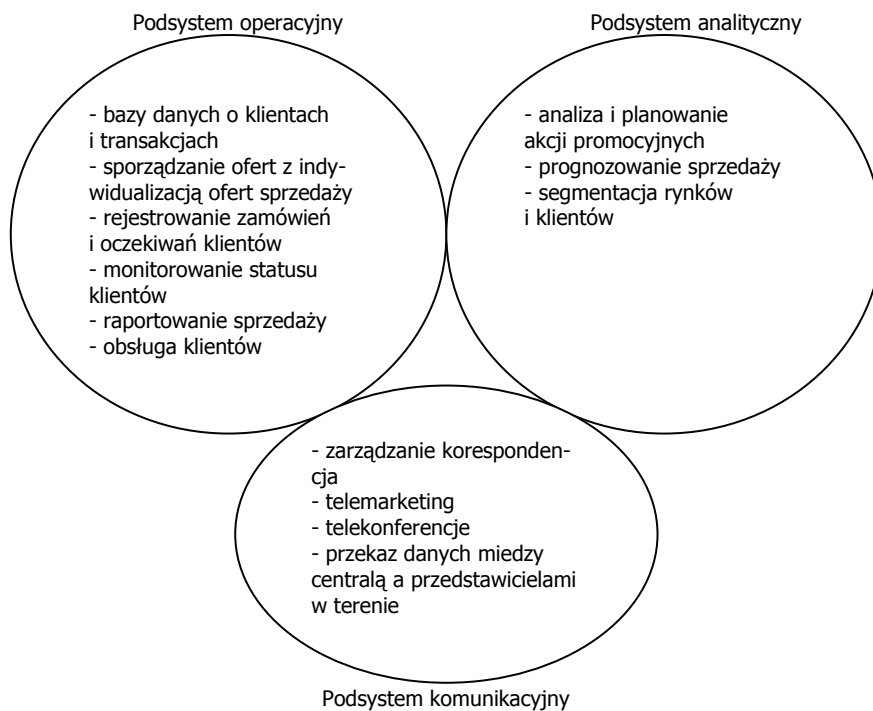 Podsystem operacyjny
- bazy danych o klientach
i transakcjach
- sporządzanie ofert z indy-
widualizacją ofert sprzedaży
- rejestrowanie zamówień
i oczekiwań klientów
- monitorowanie statusu
klientów
- raportowanie sprzedaży
- obsługa klientów
Podsystem analityczny
- analiza i planowanie
akcji promocyjnych
- prognozowanie sprzedaży
- segmentacja rynków
i klientów
- zarządzanie koresponden-
cja
- telemarketing
- telekonferencje
- przekaz danych miedzy
centralą a przedstawicielami
w terenie
Podsystem komunikacyjny